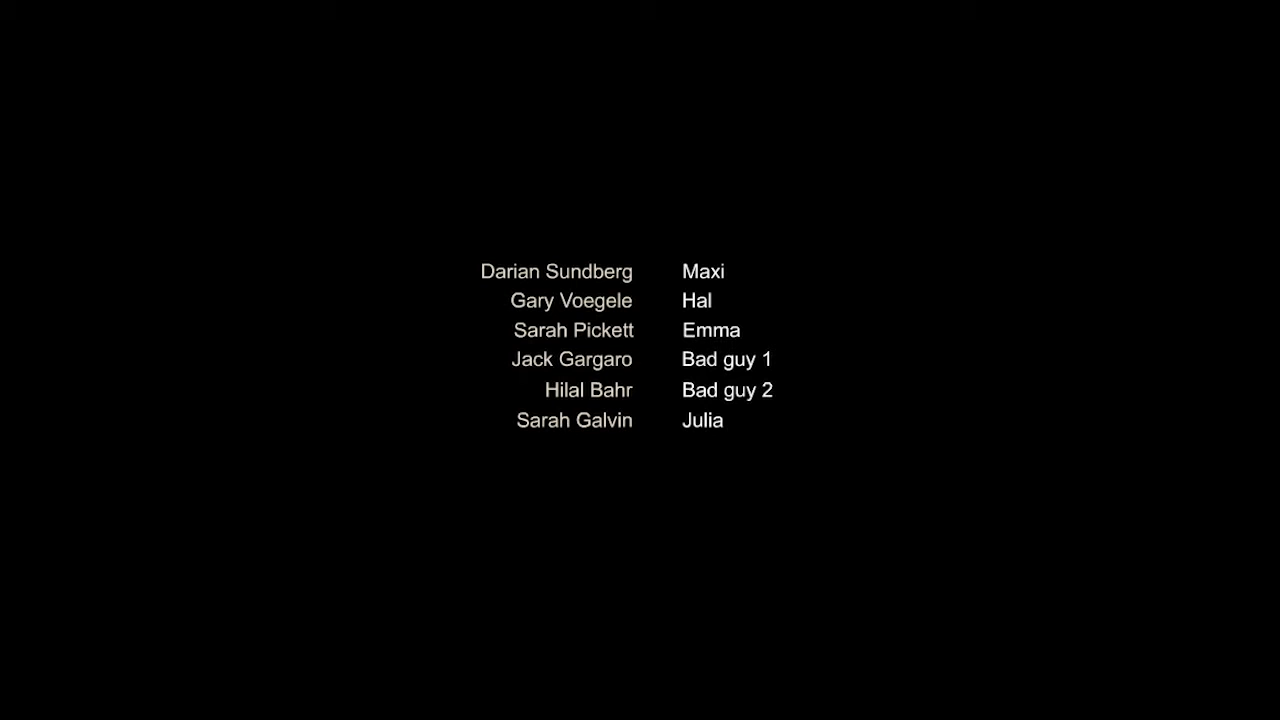 Darian Sundberg Maxi
Gary Voegele Hal
Sarah Pickett Emma
Jack Gargaro Bad guy 1
Hilal Bahr Bad guy 2
Sarah Galvin Julia